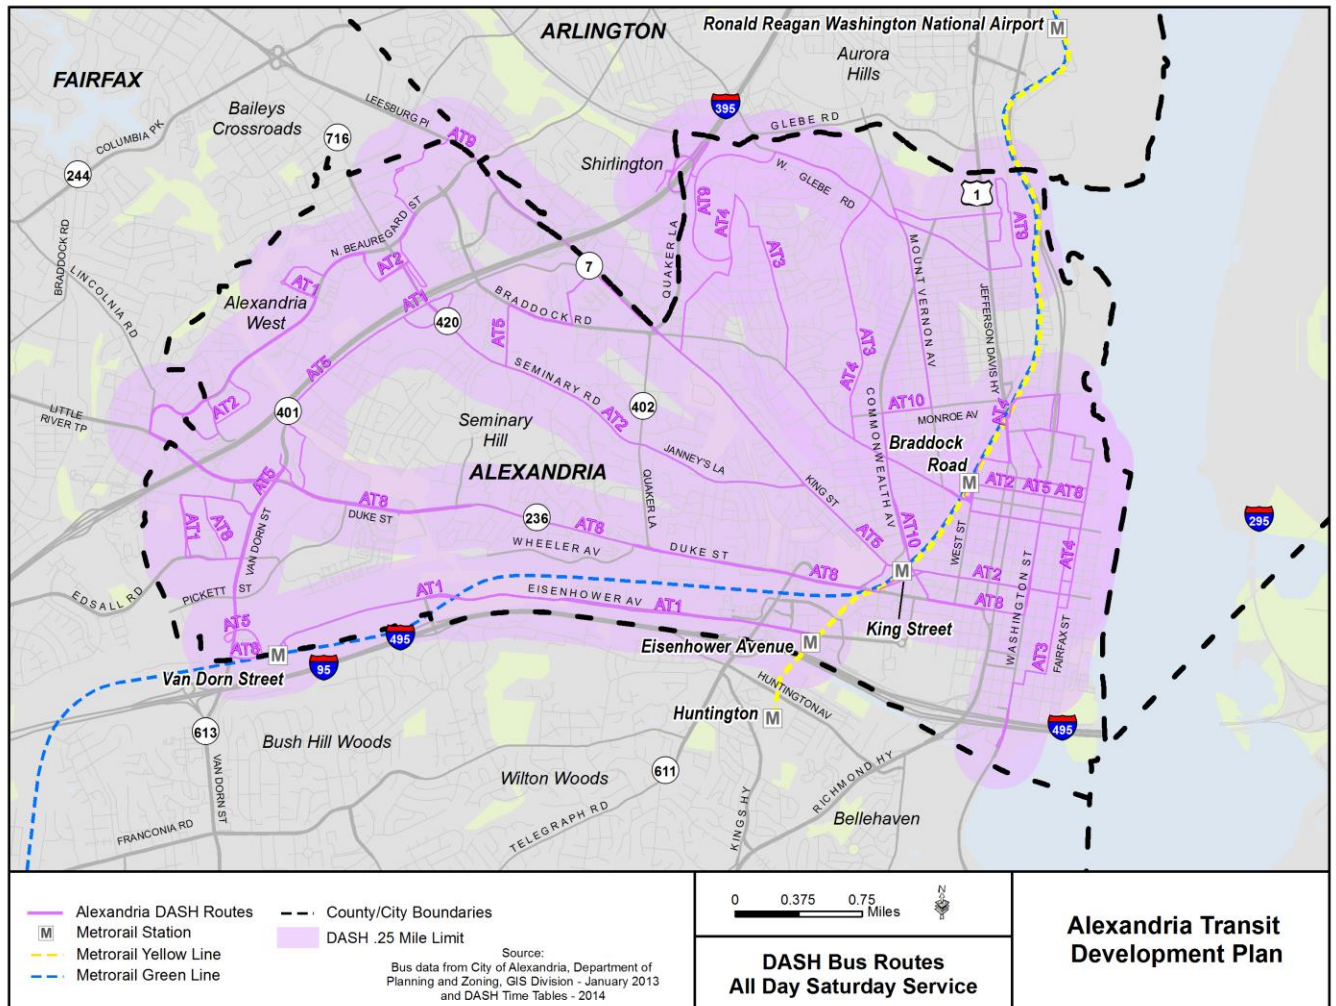 Ronald Reagan Washington National Airport
M
ARLINGTON
Aurora
Hills
FAIRFAX
Baileys
Crossroads
LEESBURG PI
395
GLEBE RD
COLUMBIA PK
716
AT9
Shirlington
244
W. GLEBE RD
1
AT9
AT4
AT9
QUAKER LA
N. BEAUREGARD ST
BRADDOCK RD
LINCOLNIA RD
AT3
MOUNT VERNON AV
AT2
7
AT1
AT1
Alexandria
West
BRADDOCK RD
JEFFERSON DAVIS HY
420
AT5
AT3
AT5
SEMINARY RD
AT4
AT2
402
COMMONWEALTH AV
AT10
AT4
LITTLE
RIVER TP
401
AT2
MONROE AV
Seminary
Hill
Braddock
Road
JANNEY'S LA
ALEXANDRIA
AT5
QUAKER LA
KING ST
M
AT2
AT5
AT8
AT8
DUKE ST
236
AT8
295
AT1
AT8
VAN DORN ST
WHEELER AV
DUKE ST
AT5
AT10
WEST ST
AT4
AT8
M
AT2
EDSALL RD
PICKETT ST
AT1
EISENHOWER AV
AT1
AT8
WASHINGTON ST
AT5
King Street
FAIRFAX ST
495
AT8
M
Eisenhower Avenue
M
AT3
95
Van Dorn Street
HUNTINGTON AV
Huntington
M
613
495
Bush Hill Woods
VAN DORN ST
Wilton Woods
611
RICHMOND HY
TELEGRAPH RD
KINGS HY
Bellehaven
FRANCONIA RD
Alexandria DASH Routes
M Metrorail Station
Metrorail Yellow Line
Metrorail Green Line
County/City Boundaries
DASH .25 Mile Limit
Source:
Bus data from City of Alexandria, Department of
Planning and Zoning, GIS Division - January 2013
and DASH Time Tables - 2014
0 0.375 0.75
Miles
N
DASH Bus Routes
All Day Saturday Service
Alexandria Transit
Development Plan